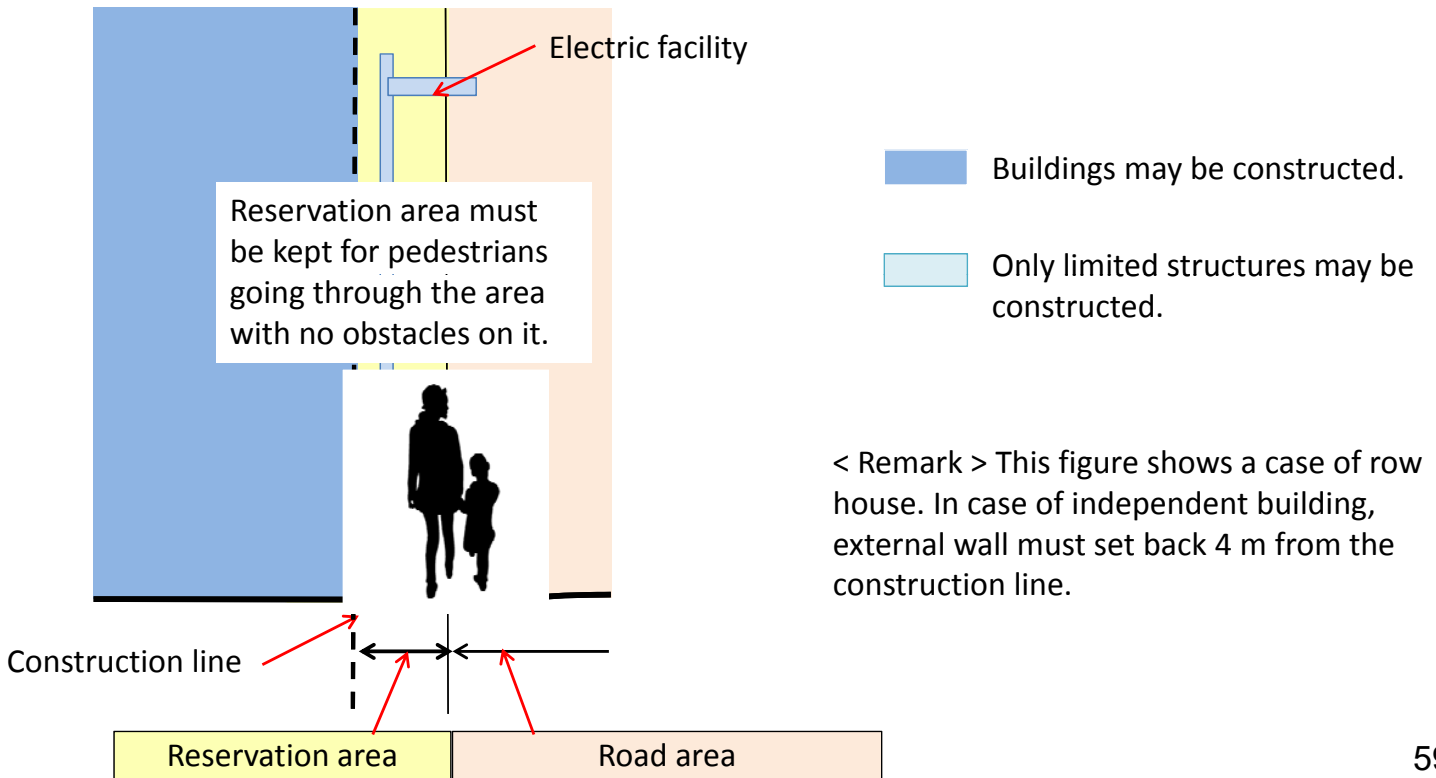 Electric facility
Buildings may be constructed.
Reservation area must
be kept for pedestrians
going through the area
with no obstacles on it.
Only limited structures may be
constructed.
< Remark > This figure shows a case of row
house. In case of independent building,
external wall must set back 4 m from the
construction line.
Construction line
Reservation area
Road area